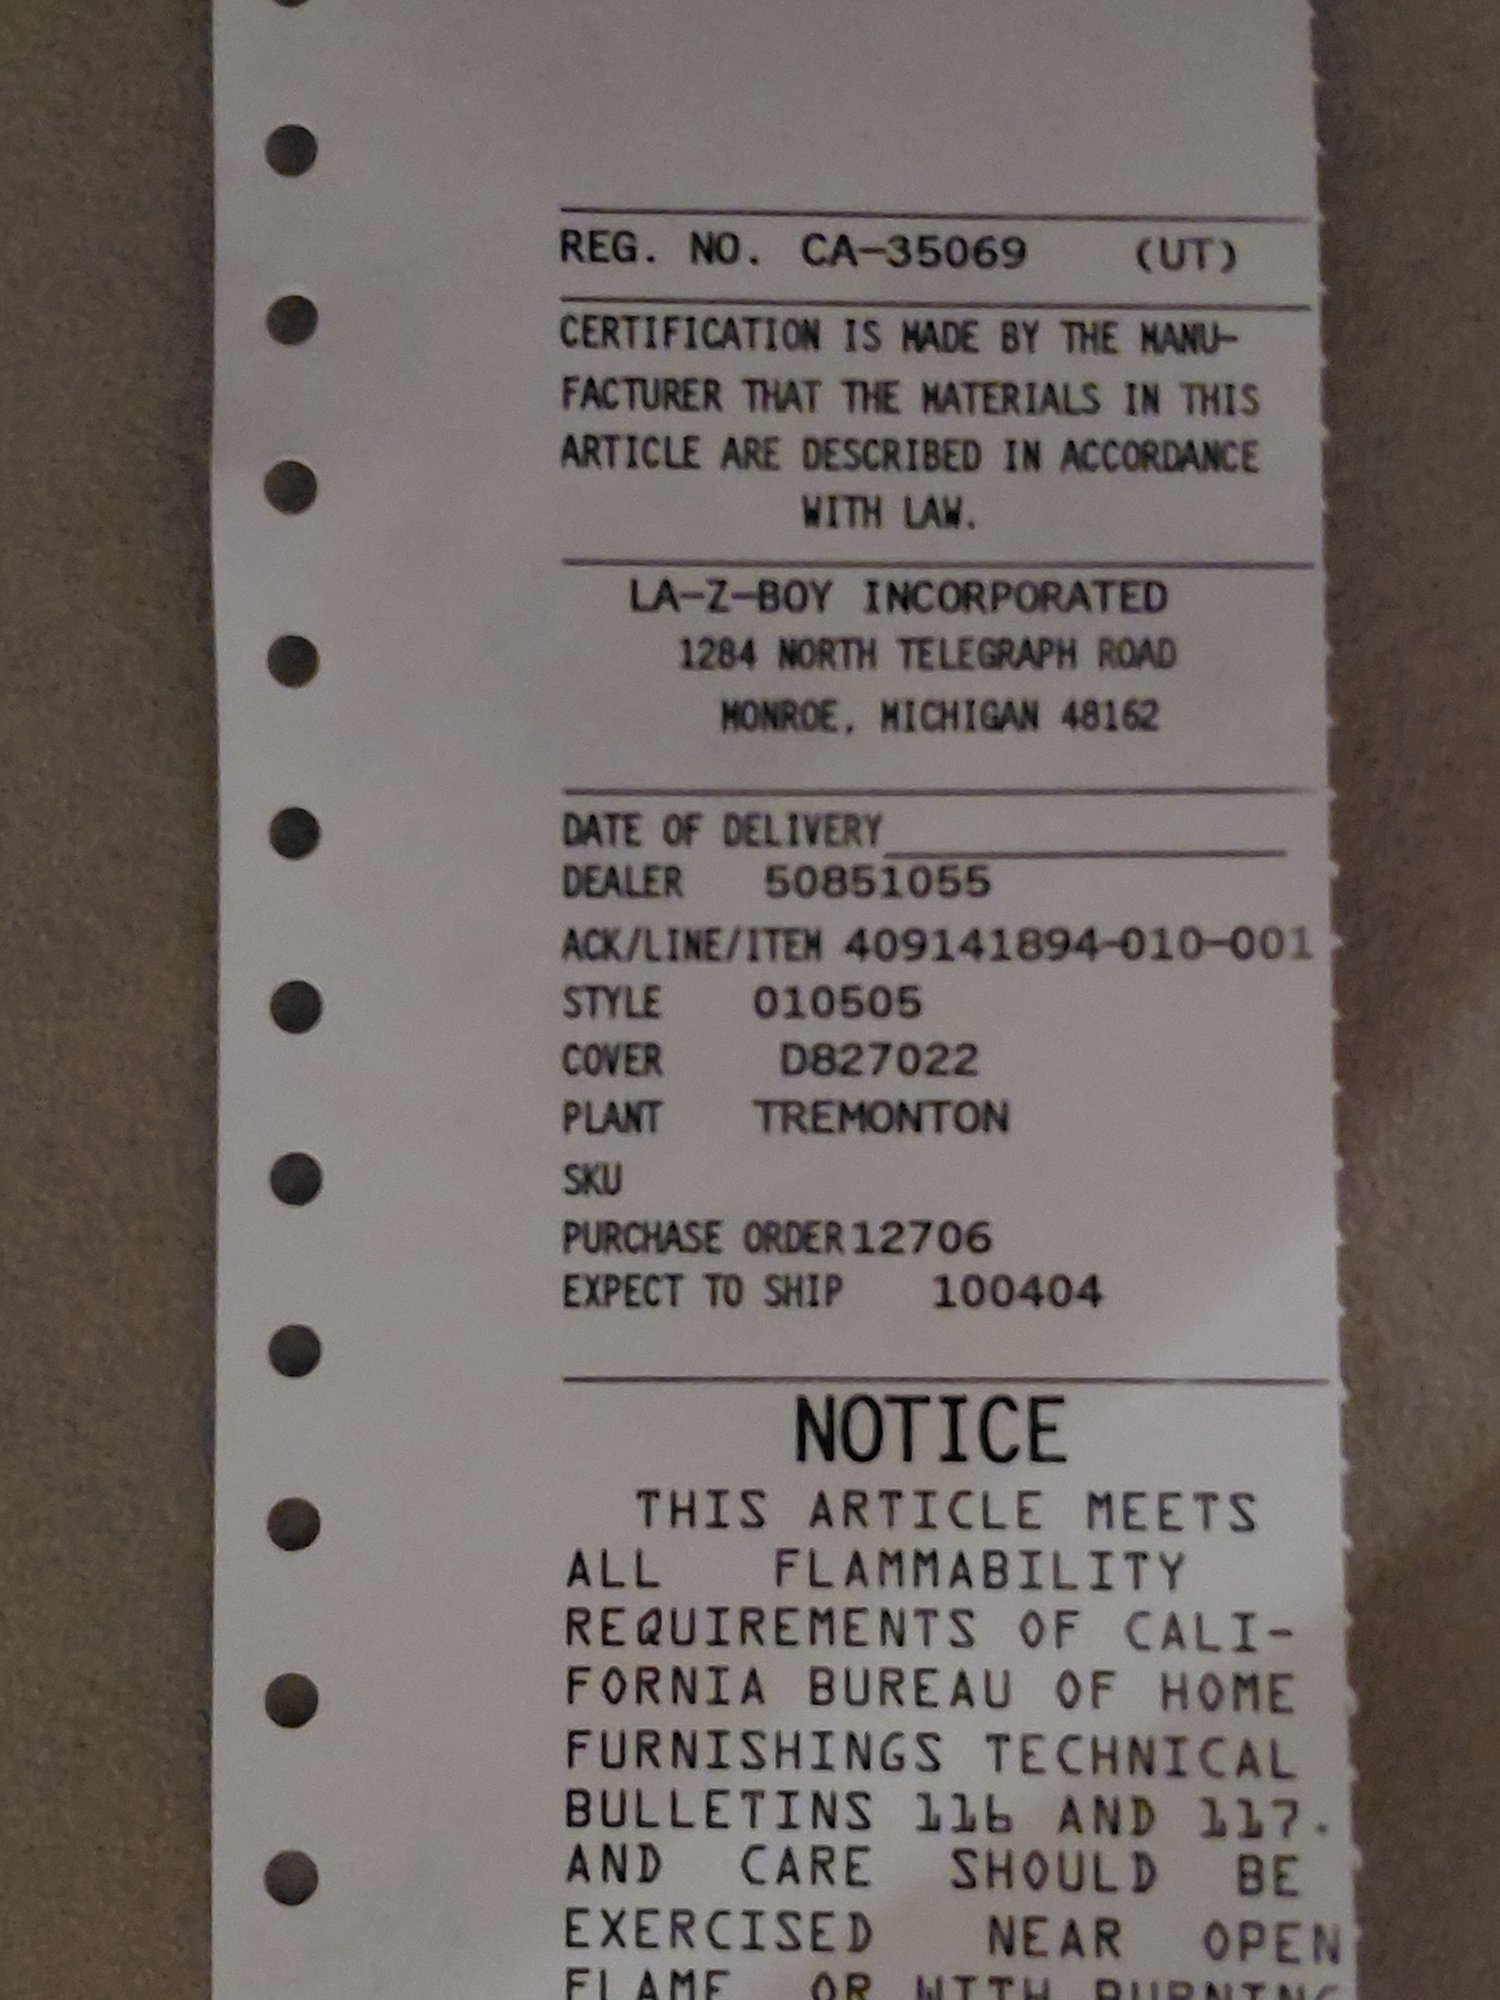 REG. NO. CA-35069 (UT)
CERTIFICATION IS MADE BY THE MANU-
FACTURER THAT THE MATERIALS IN THIS
ARTICLE ARE DESCRIBED IN ACCORDANCE
WITH LAW.
LA-Z-BOY INCORPORATED
1284 NORTH TELEGRAPH ROAD
MONROE, MICHIGAN 48162
DATE OF DELIVERY
DEALER 50851055
ACK/LINE/ITEM 409141894-010-001
STYLE 010505
COVER D827022
PLANT TREMONTON
SKU
PURCHASE ORDER 12706
EXPECT TO SHIP 100404
NOTICE
THIS ARTICLE MEETS
ALL FLAMMABILITY
REQUIREMENTS OF CALI-
FORNIA BUREAU OF HOME
FURNISHINGS TECHNICAL
BULLETINS 116 AND 117.
AND CARE SHOULD BE
EXERCISED NEAR OPEN
FLAME OR WITH BURNING